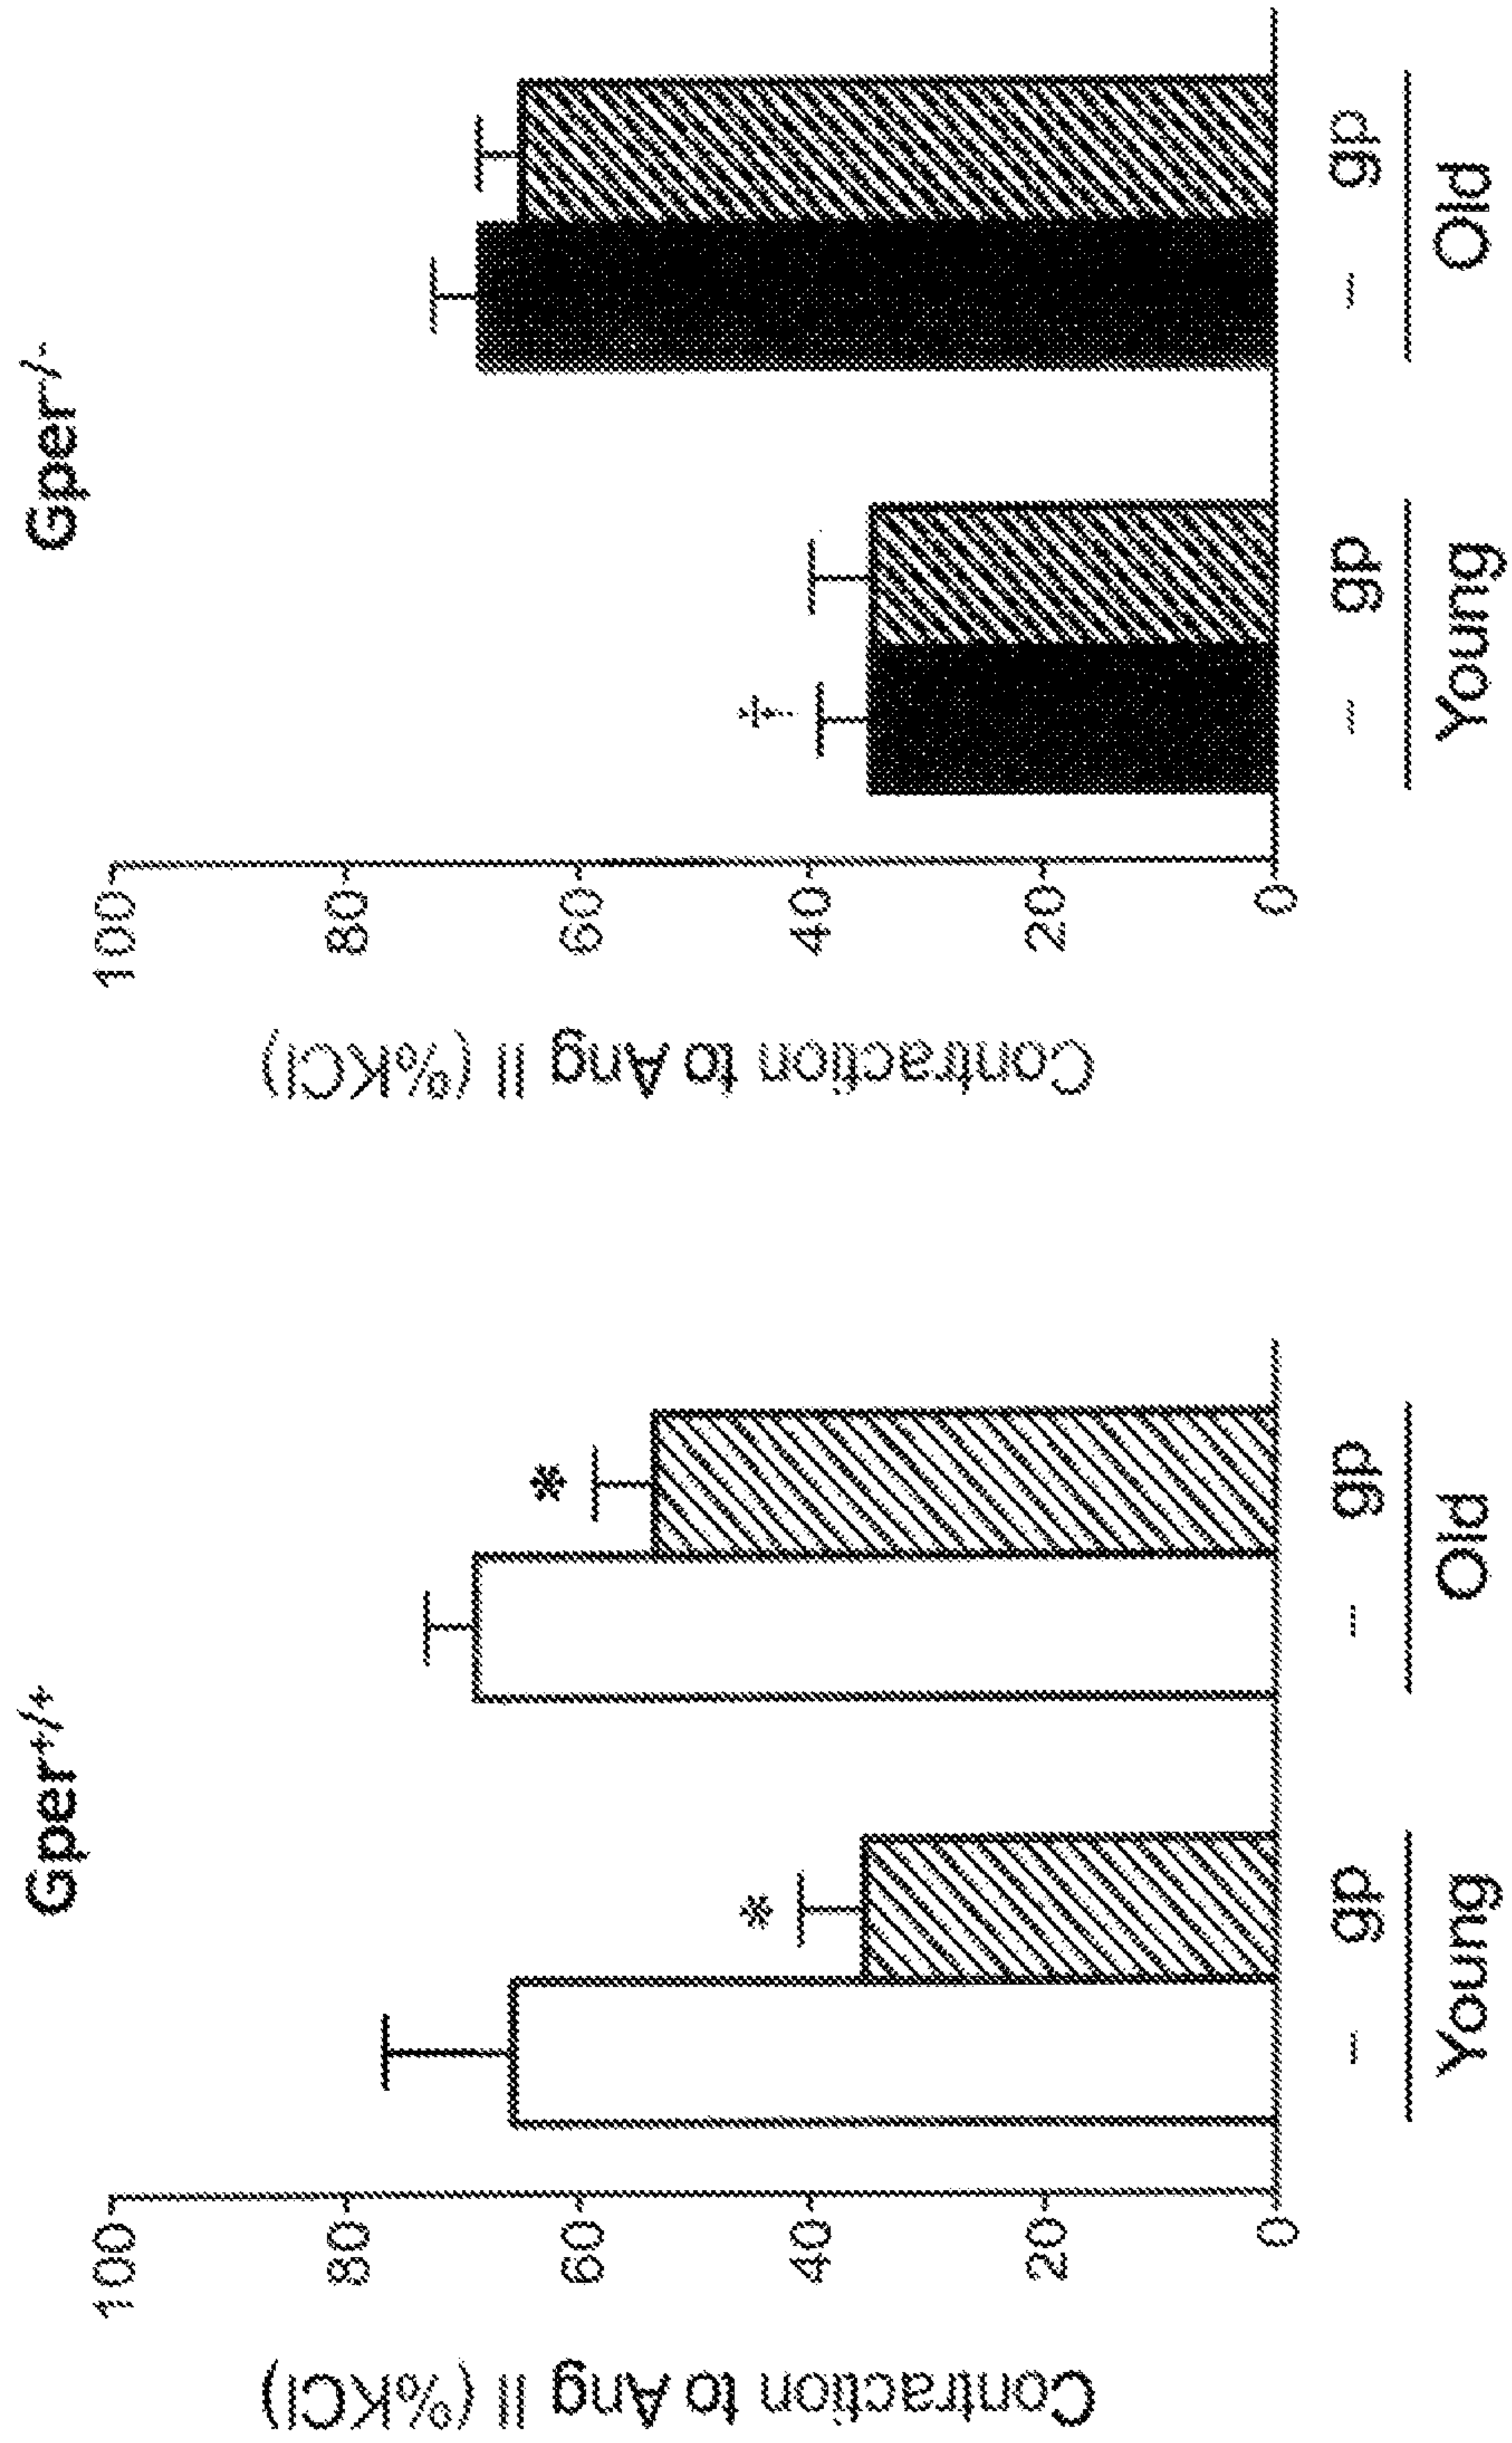 Gper+/+
Contraction to Ang II (%KCl)
100
80
60
40
20
0
*
*
– gp – gp
Young Old
Gper-/-
Contraction to Ang II (%KCl)
100
80
60
40
20
0
†
– gp – gp
Young Old